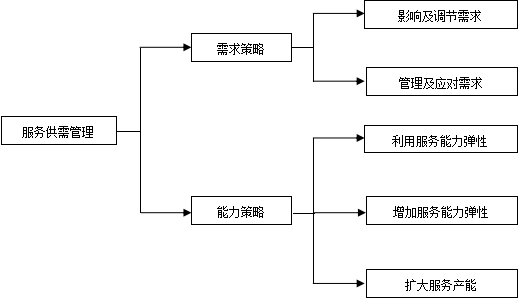 影响及调节需求
需求策略
管理及应对需求
服务供需管理
利用服务能力弹性
能力策略
增加服务能力弹性
扩大服务产能